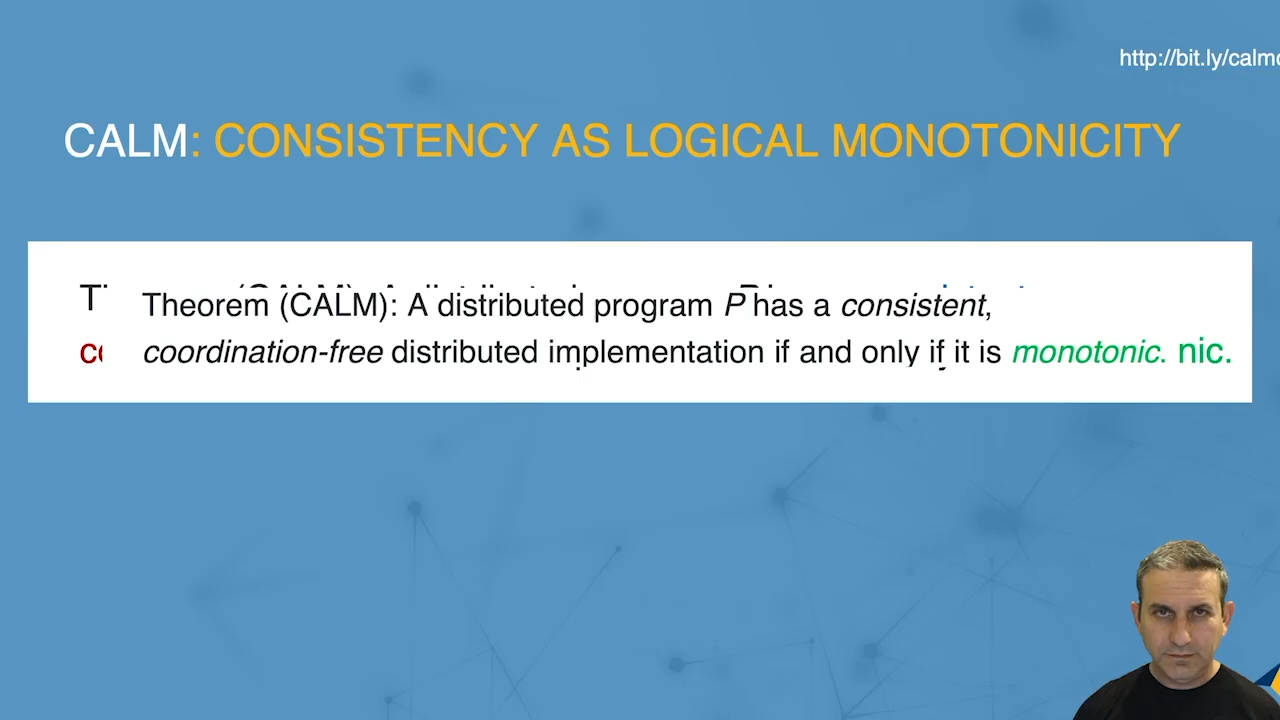 http://bit.ly/calmc
CALM: CONSISTENCY AS LOGICAL MONOTONICITY
Theorem (CALM): A distributed program P has a consistent,
coordination-free distributed implementation if and only if it is monotonic. nic.